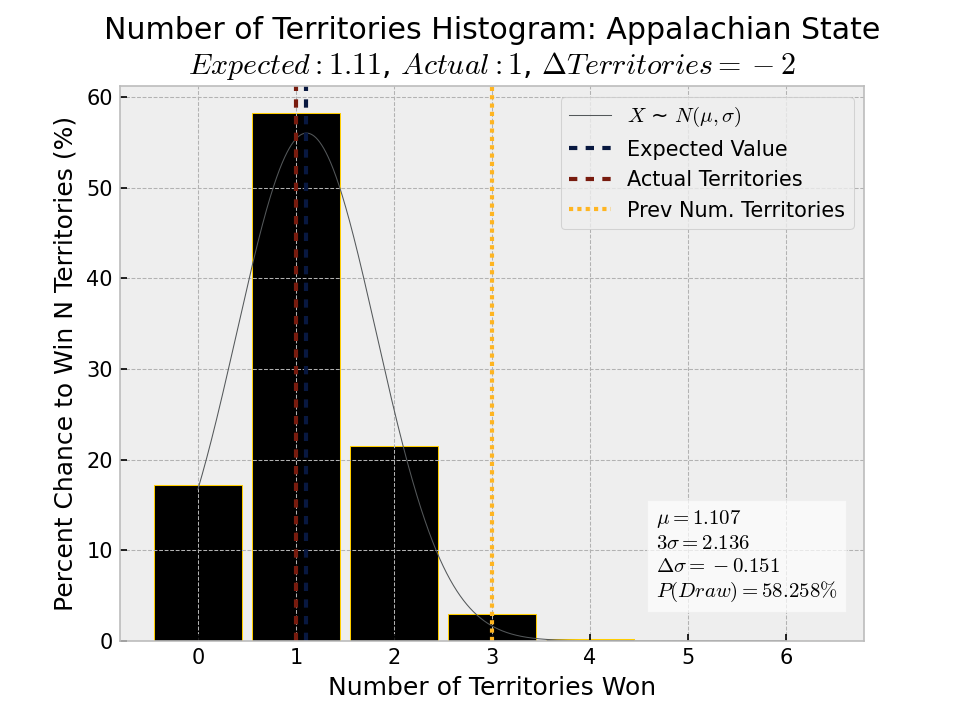 Number of Territories Histogram: Appalachian State
Expected : 1.11, Actual : 1, ΔTerritories = −2
Percent Chance to Win N Territories (%)
60
50
40
30
20
10
0
X ~ N(μ, σ)
Expected Value
Actual Territories
Prev Num. Territories
μ = 1.107
3σ = 2.136
Δσ = −0.151
P(Draw) = 58.258%
0 1 2 3 4 5 6
Number of Territories Won